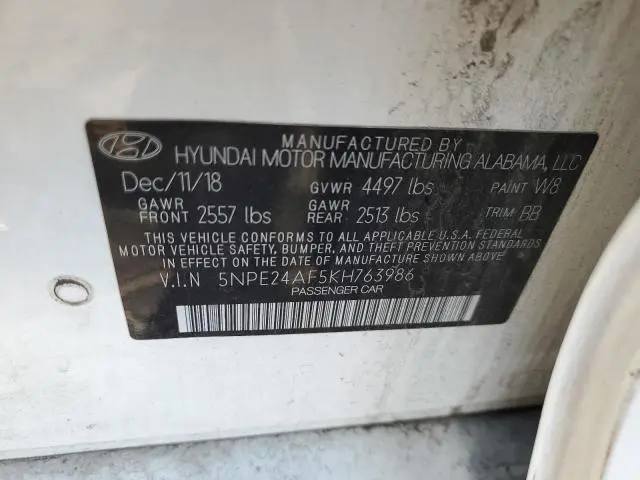 MANUFACTURED BY
HYUNDAI MOTOR MANUFACTURING ALABAMA, LLC
Dec/11/18 GVWR 4497 lbs PAINT W8
GAWR FRONT 2557 lbs GAWR REAR 2513 lbs TRIM BB
THIS VEHICLE CONFORMS TO ALL APPLICABLE U.S.A. FEDERAL
MOTOR VEHICLE SAFETY, BUMPER, AND THEFT PREVENTION STANDARDS
IN EFFECT ON THE DATE OF MANUFACTURE SHOWN ABOVE.
V.I.N 5NPE24AF5KH763986
PASSENGER CAR